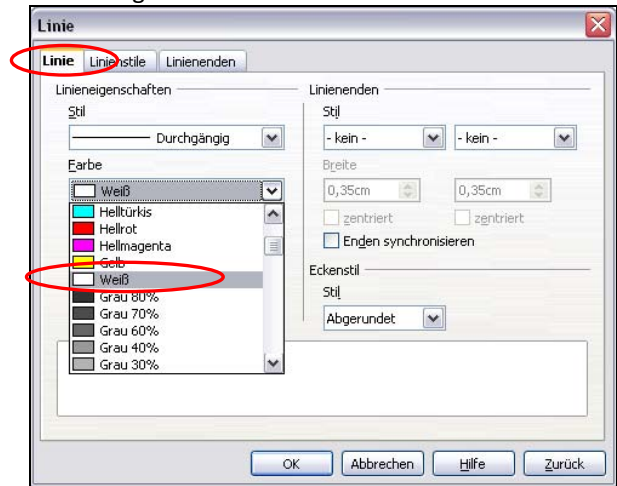 Linie
Linie Linienstile Linienenden
Linieneigenschaften
Stil
Durchgängig
Farbe
Weiß
Helltürkis
Hellrot
Hellmagenta
Gelb
Weiß
Grau 80%
Grau 70%
Grau 60%
Grau 40%
Grau 30%
Linienenden
Stil
- kein - - kein -
Breite
0,35cm 0,35cm
zentriert zentriert
Enden synchronisieren
Eckenstil
Stil
Abgerundet
OK Abbrechen Hilfe Zurück